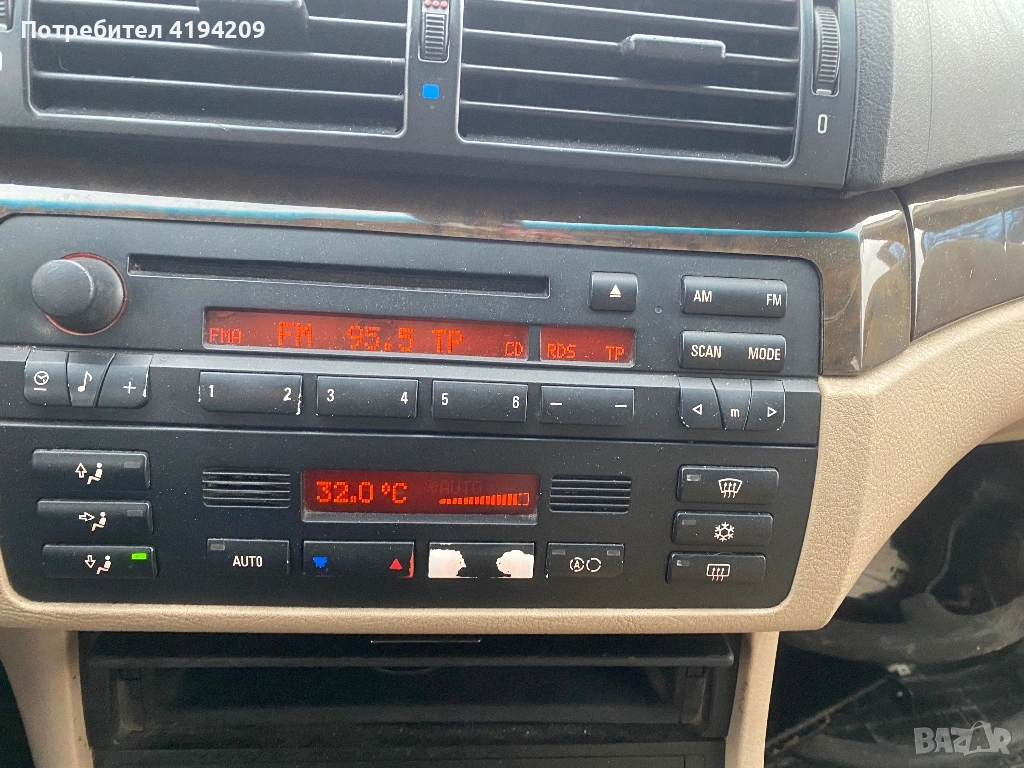 Потребител 4194209
0
AM FM
FMA FM 95.5 TP CD RDS TP
SCAN MODE
1 2 3 4 5 6
m
32.0 °C AUTO
AUTO
A
BAZAR